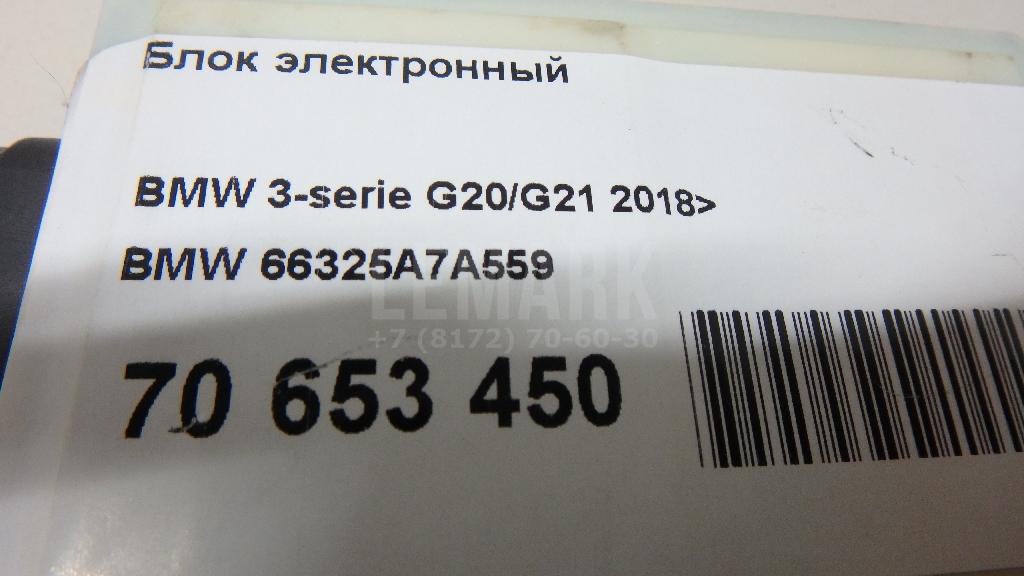 Блок электронный
BMW 3-serie G20/G21 2018>
BMW 66325A7A559
LEMARK
+7 (8172) 70-60-30
70 653 450